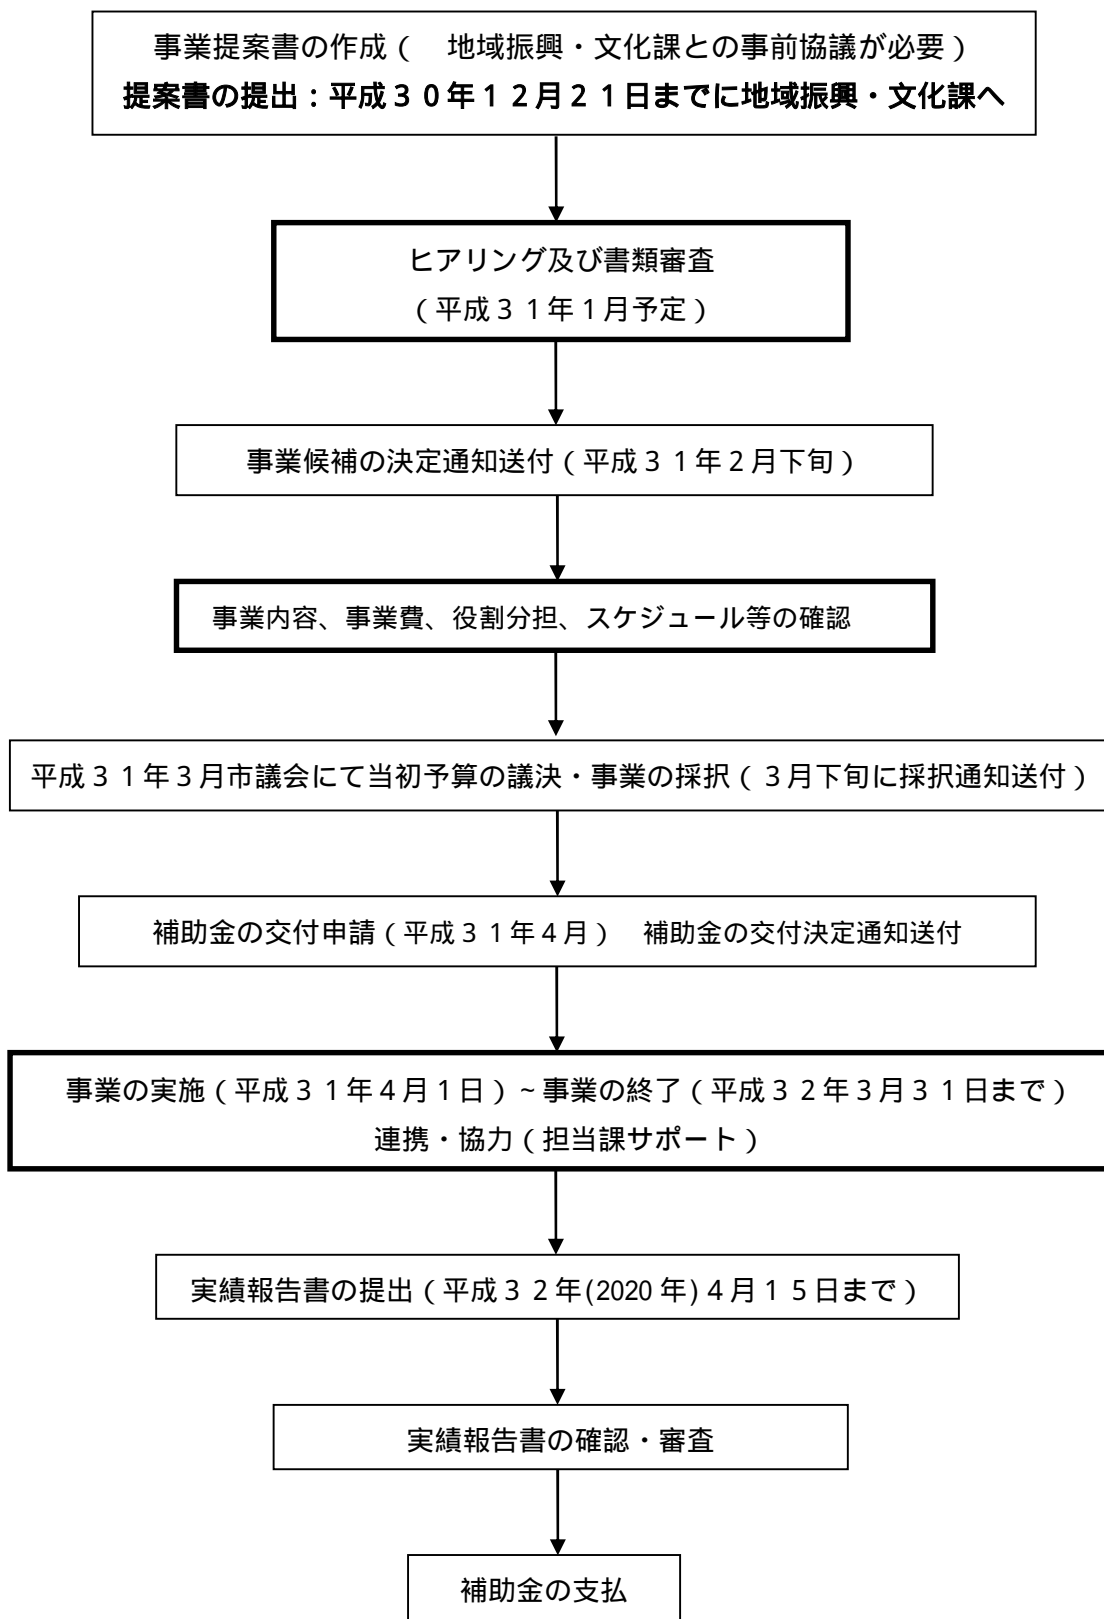 事業提案書の作成（　地域振興・文化課との事前協議が必要）
提案書の提出：平成３０年１２月２１日までに地域振興・文化課へ
ヒアリング及び書類審査
（平成３１年１月予定）
事業候補の決定通知送付（平成３１年２月下旬）
事業内容、事業費、役割分担、スケジュール等の確認
平成３１年３月市議会にて当初予算の議決・事業の採択（３月下旬に採択通知送付）
補助金の交付申請（平成３１年４月）　補助金の交付決定通知送付
事業の実施（平成３１年４月１日）～事業の終了（平成３２年３月３１日まで）
連携・協力（担当課サポート）
実績報告書の提出（平成３２年(2020 年)４月１５日まで）
実績報告書の確認・審査
補助金の支払